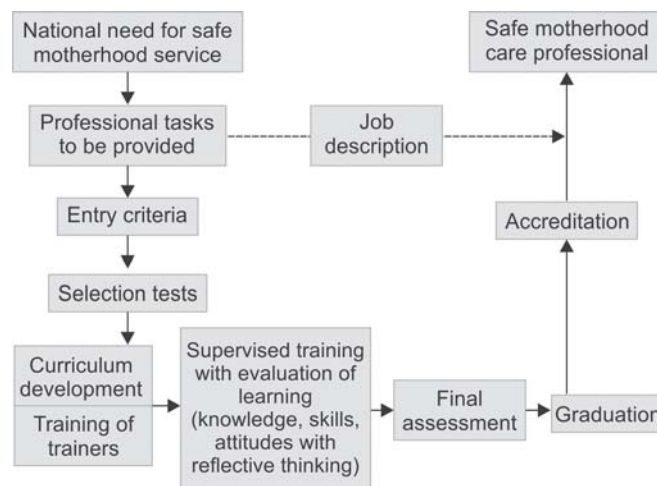 National need for safe
motherhood service
Safe motherhood
care professional
Professional tasks
to be provided
Job
description
Entry criteria
Accreditation
Selection tests
Curriculum
development
Training of
trainers
Supervised training
with evaluation of
learning
(knowledge, skills,
attitudes with
reflective thinking)
Final
assessment
Graduation